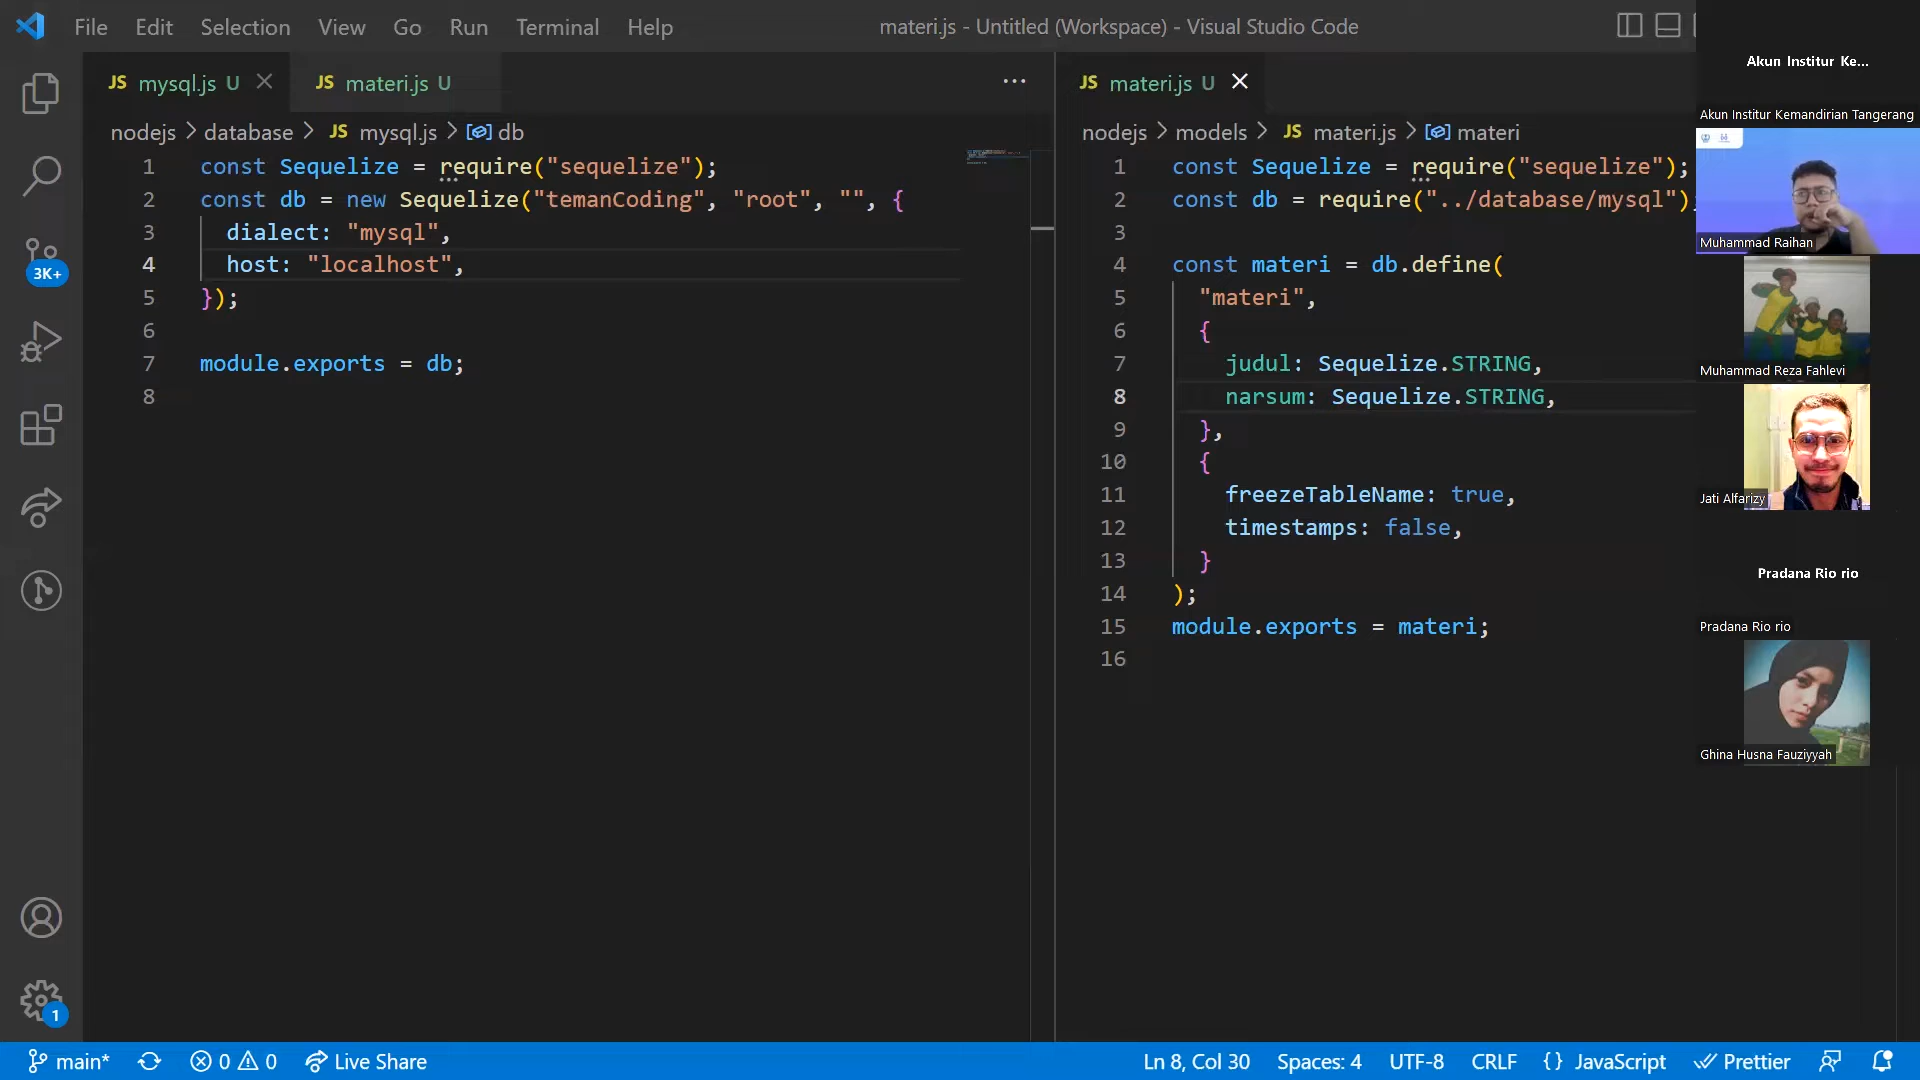 File Edit Selection View Go Run Terminal Help
materi.js - Untitled (Workspace) - Visual Studio Code
JS mysql.js U
JS materi.js U
nodejs > database > JS mysql.js > db
1 const Sequelize = require("sequelize");
2 const db = new Sequelize("temanCoding", "root", "", {
3 dialect: "mysql",
4 host: "localhost",
5 });
6
7 module.exports = db;
8
JS materi.js U
nodejs > models > JS materi.js > materi
1 const Sequelize = require("sequelize");
2 const db = require("../database/mysql")
3
4 const materi = db.define(
5 "materi",
6 {
7 judul: Sequelize.STRING,
8 narsum: Sequelize.STRING,
9 },
10 {
11 freezeTableName: true,
12 timestamps: false,
13 }
14 );
15 module.exports = materi;
16
Akun Institur Ke...
Akun Institur Kemandirian Tangerang
Muhammad Raihan
Muhammad Reza Fahlevi
Jati Alfarizy
Pradana Rio rio
Pradana Rio rio
Ghina Husna Fauziyyah
3K+
1
main* 0 0 Live Share
Ln 8, Col 30 Spaces: 4 UTF-8 CRLF {} JavaScript Prettier